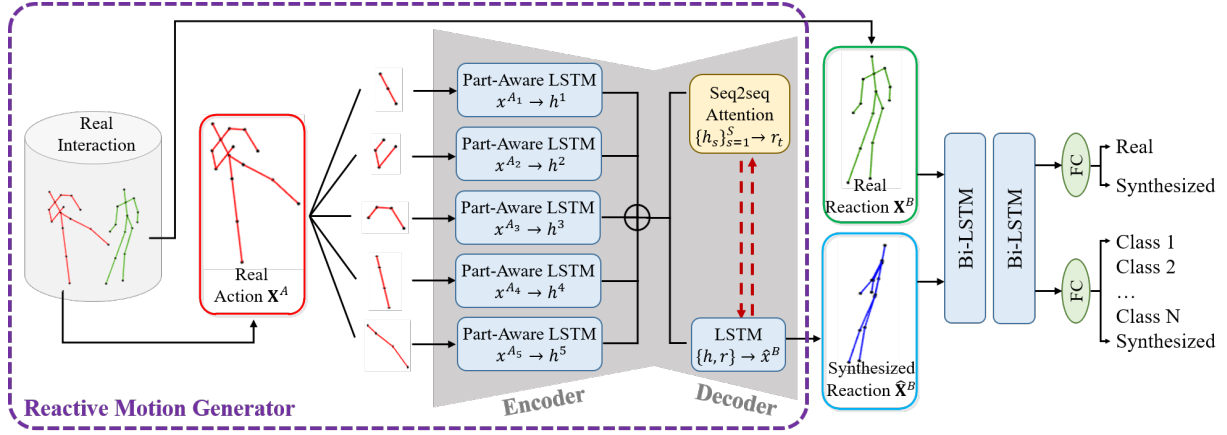 Real
Interaction
Real
Action X^A
Part-Aware LSTM
x^{A_1} → h^1
Part-Aware LSTM
x^{A_2} → h^2
Part-Aware LSTM
x^{A_3} → h^3
Part-Aware LSTM
x^{A_4} → h^4
Part-Aware LSTM
x^{A_5} → h^5
Encoder
Seq2seq
Attention
{h_s}_{s=1}^S → r_t
LSTM
{h, r} → x̂^B
Decoder
Reactive Motion Generator
Real
Reaction X^B
Synthesized
Reaction X̂^B
Bi-LSTM
Bi-LSTM
FC
Real
Synthesized
FC
Class 1
Class 2
…
Class N
Synthesized